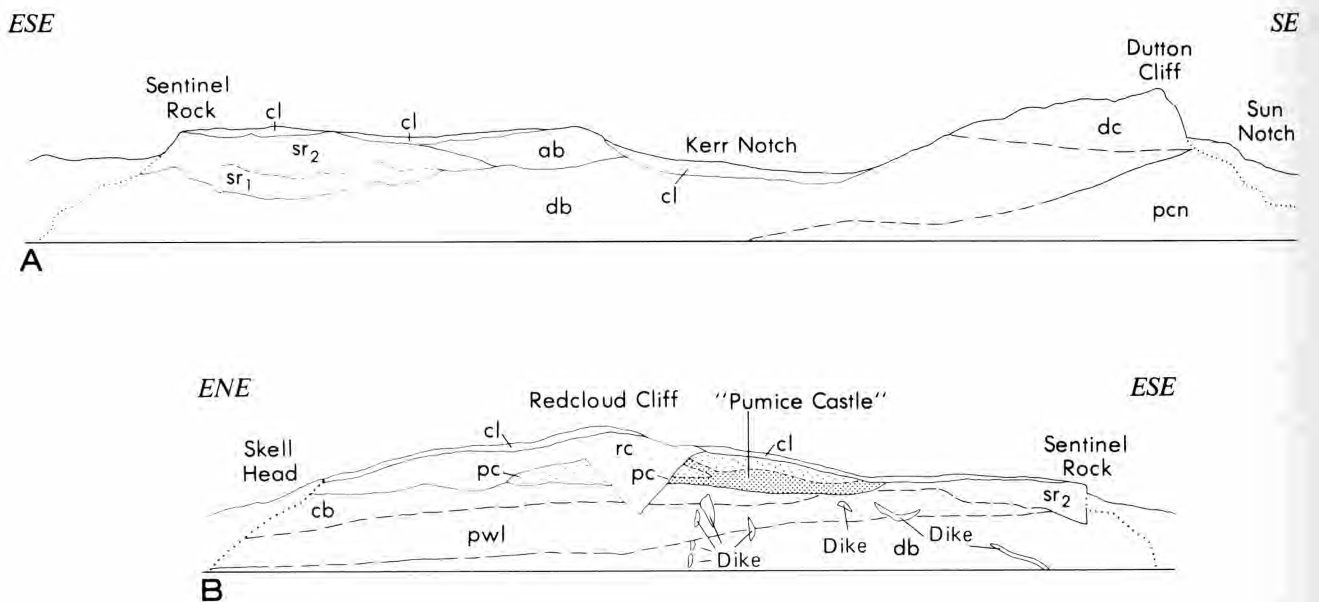 ESE
SE
Dutton
Cliff
Sentinel
Rock
cl
cl
Sun
Notch
dc
sr2
ab
Kerr Notch
sr1
cl
db
pcn
A
ENE
ESE
Redcloud Cliff
"Pumice Castle"
Skell
Head
cl
rc
cl
Sentinel
Rock
pc
pc
sr2
cb
pwl
Dike
Dike
Dike
db
B